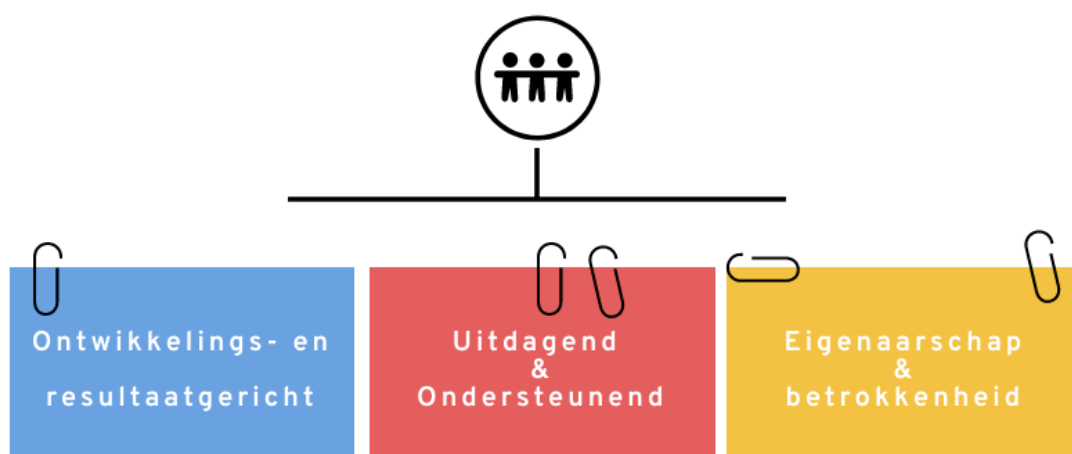 Ontwikkelings- en
resultaatgericht
Uitdagend
&
Ondersteunend
Eigenaarschap
&
betrokkenheid